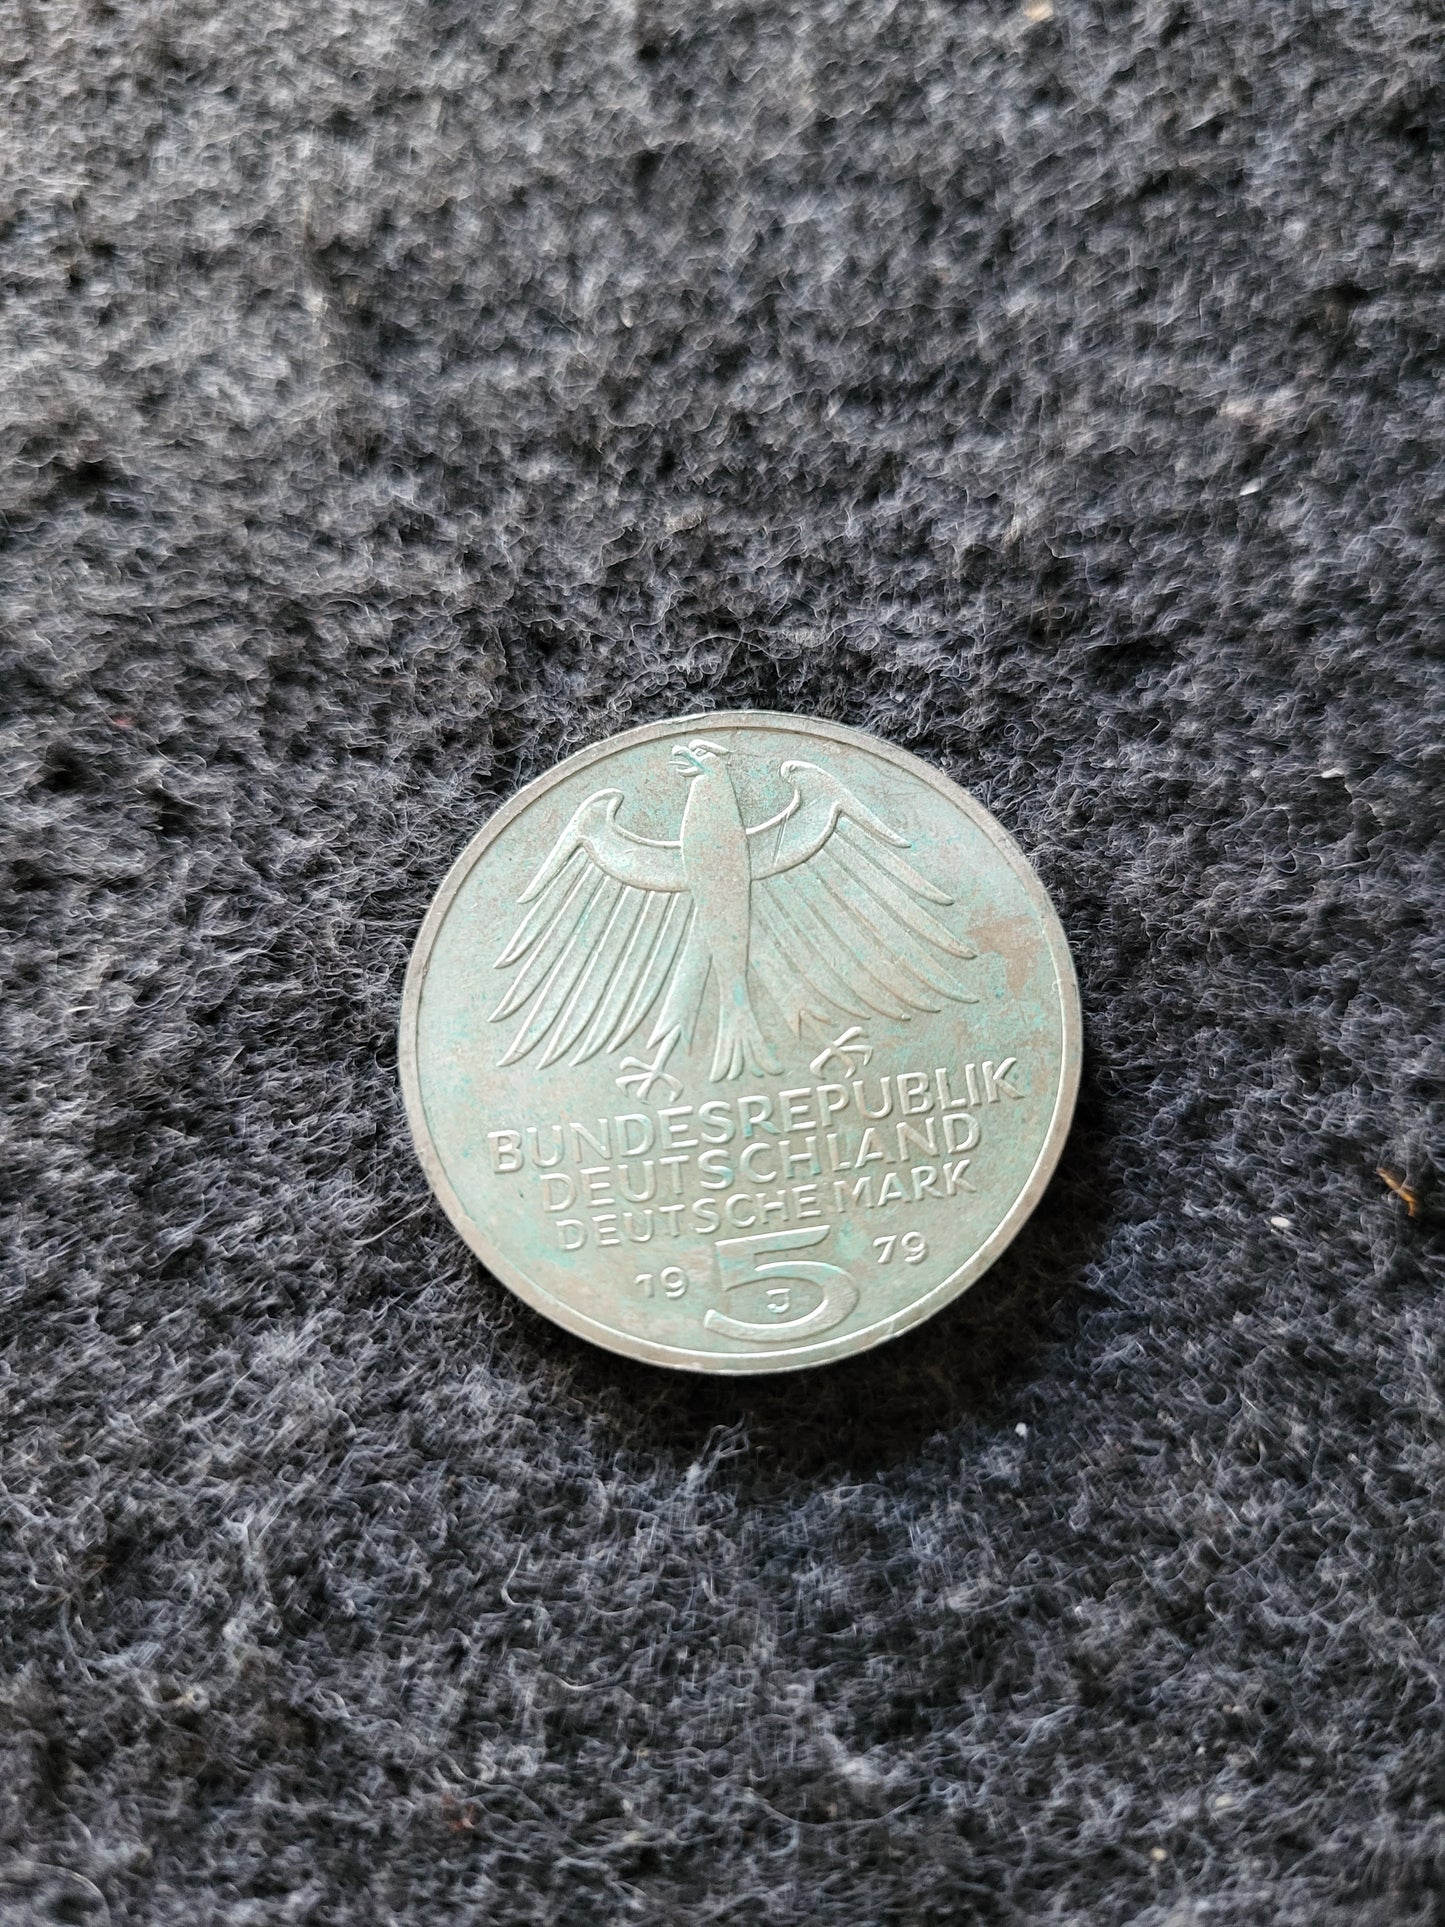 BUNDESREPUBLIK
DEUTSCHLAND
DEUTSCHE MARK
19 5 79
J